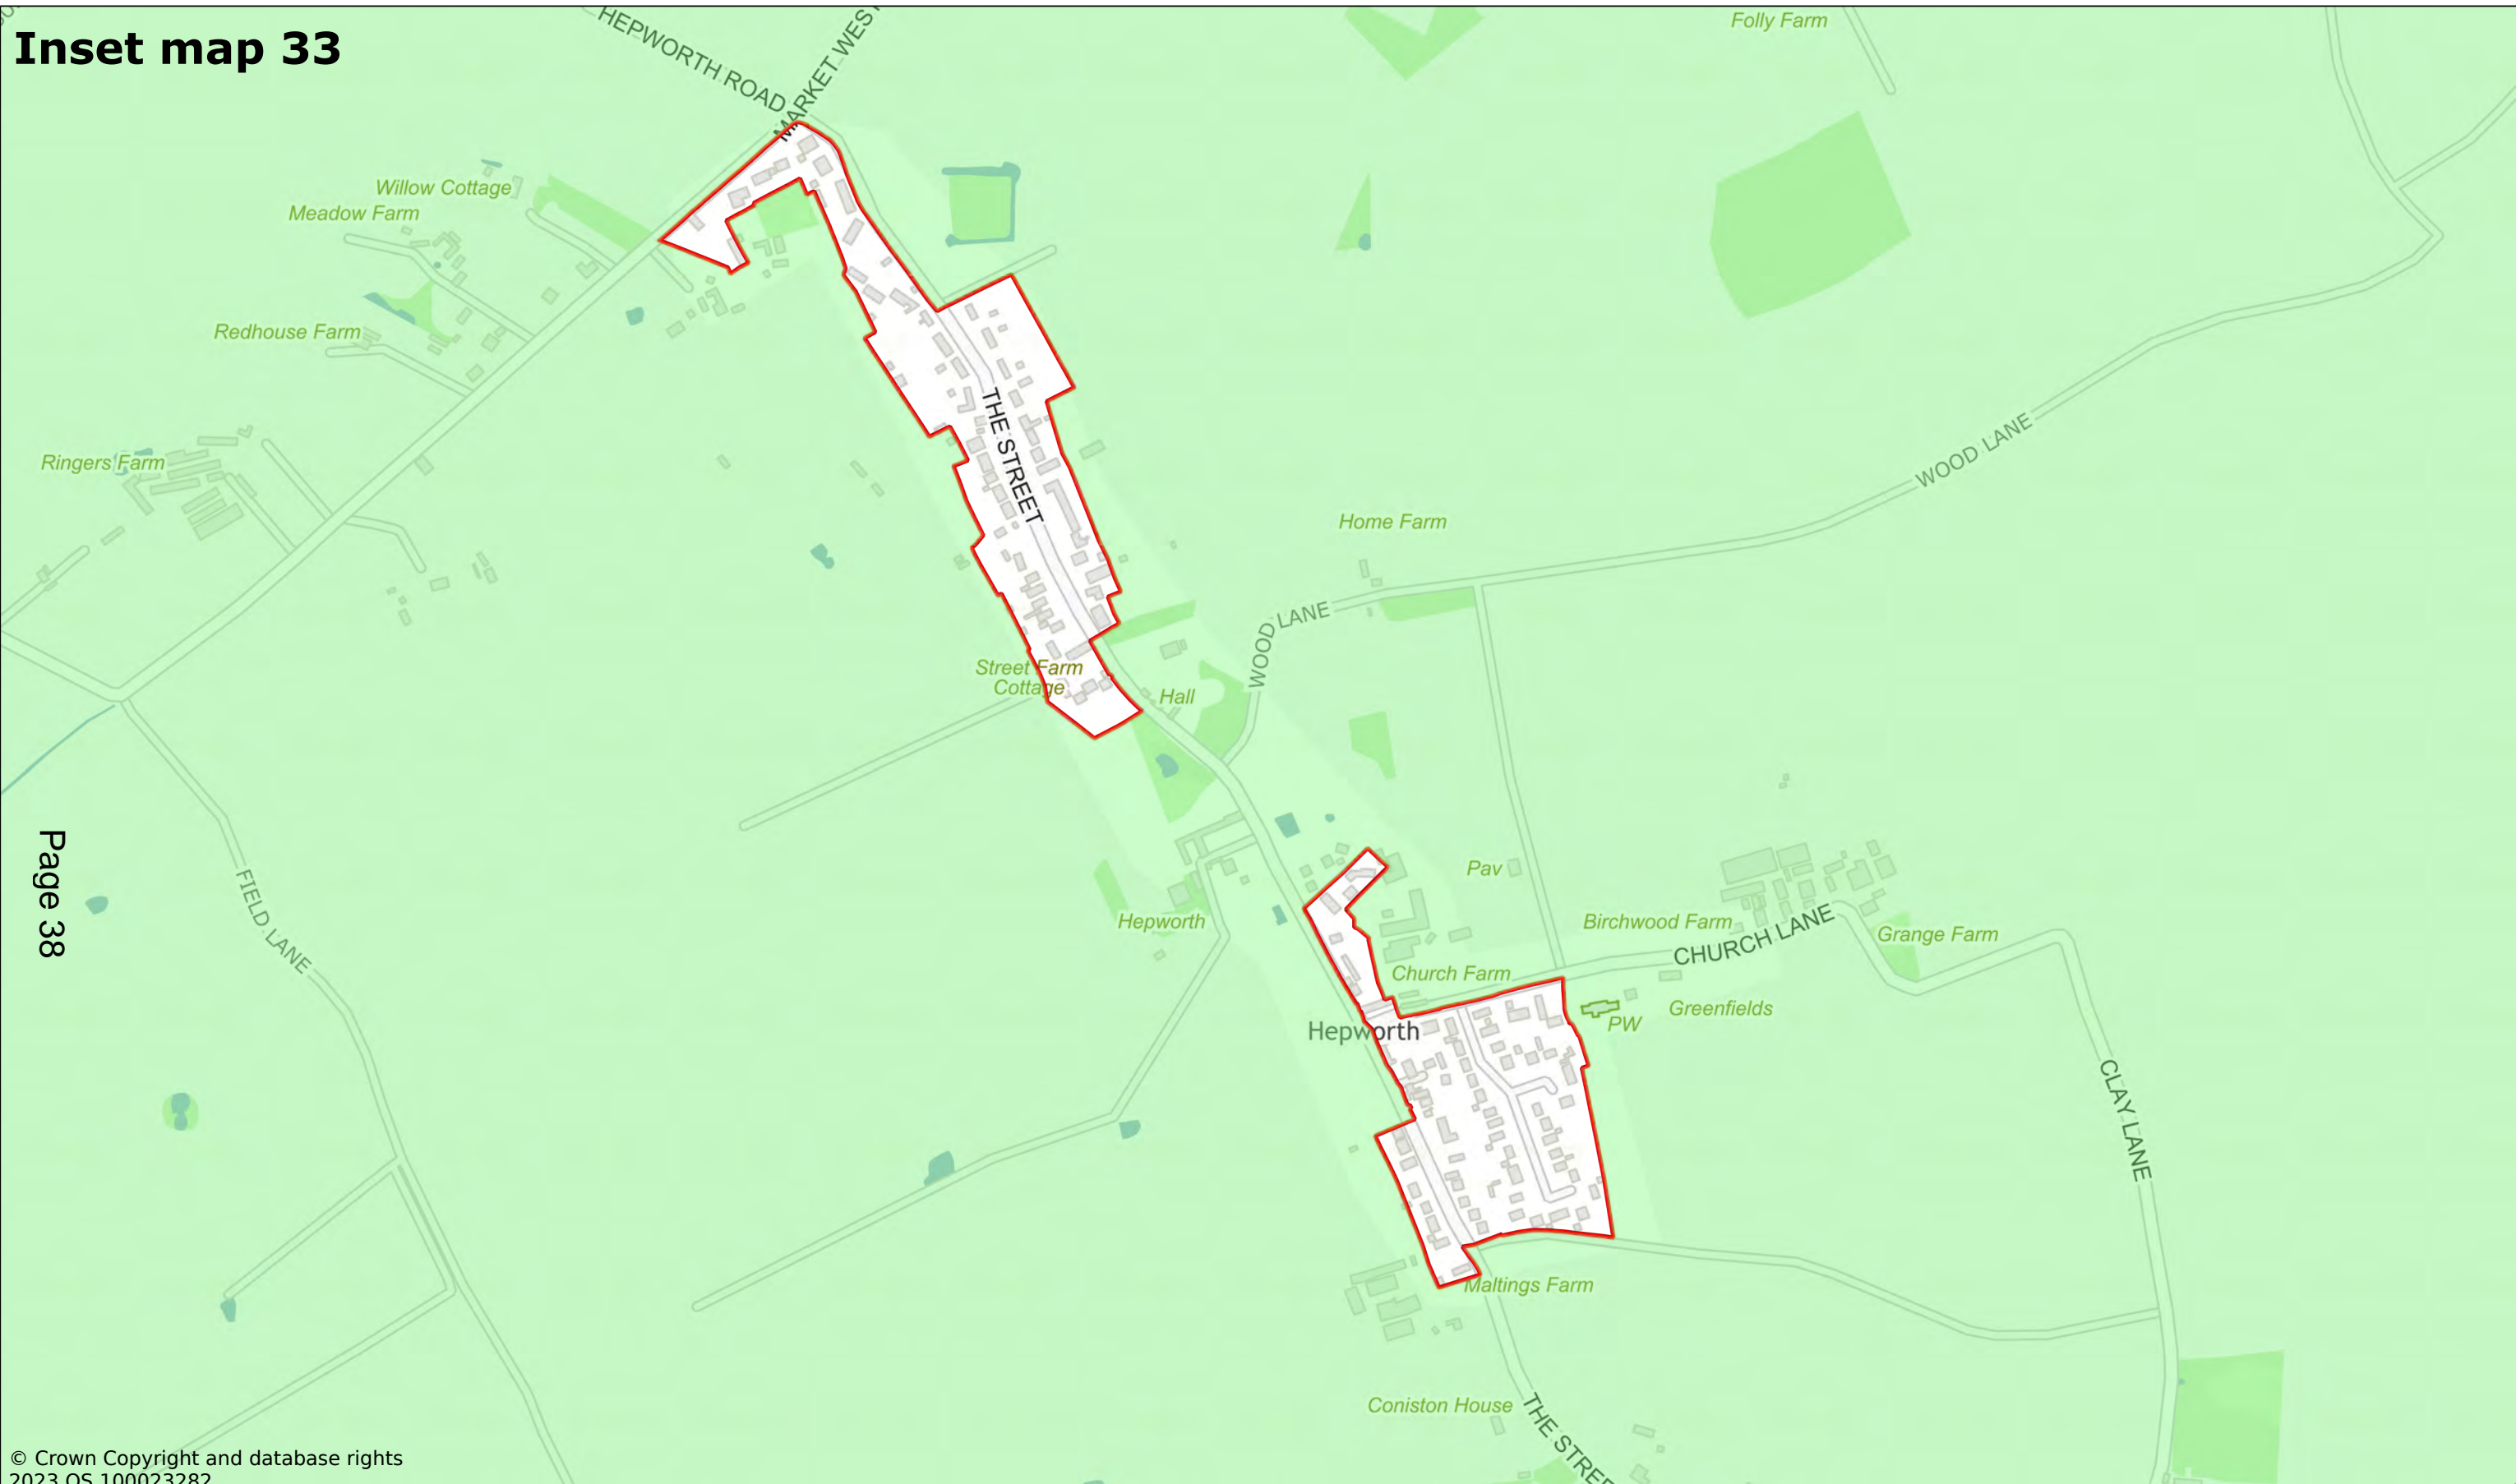 Inset map 33
HEPWORTH ROAD
MARKET WEST
Folly Farm
Willow Cottage
Meadow Farm
Redhouse Farm
Ringers Farm
THE STREET
WOOD LANE
Home Farm
WOOD LANE
Street Farm
Cottage
Hall
Page 38
FIELD LANE
Pav
Hepworth
Birchwood Farm
CHURCH LANE
Grange Farm
Church Farm
Greenfields
PW
Hepworth
CLAY LANE
Maltings Farm
Coniston House
THE STREE
© Crown Copyright and database rights
2023 OS 100023282